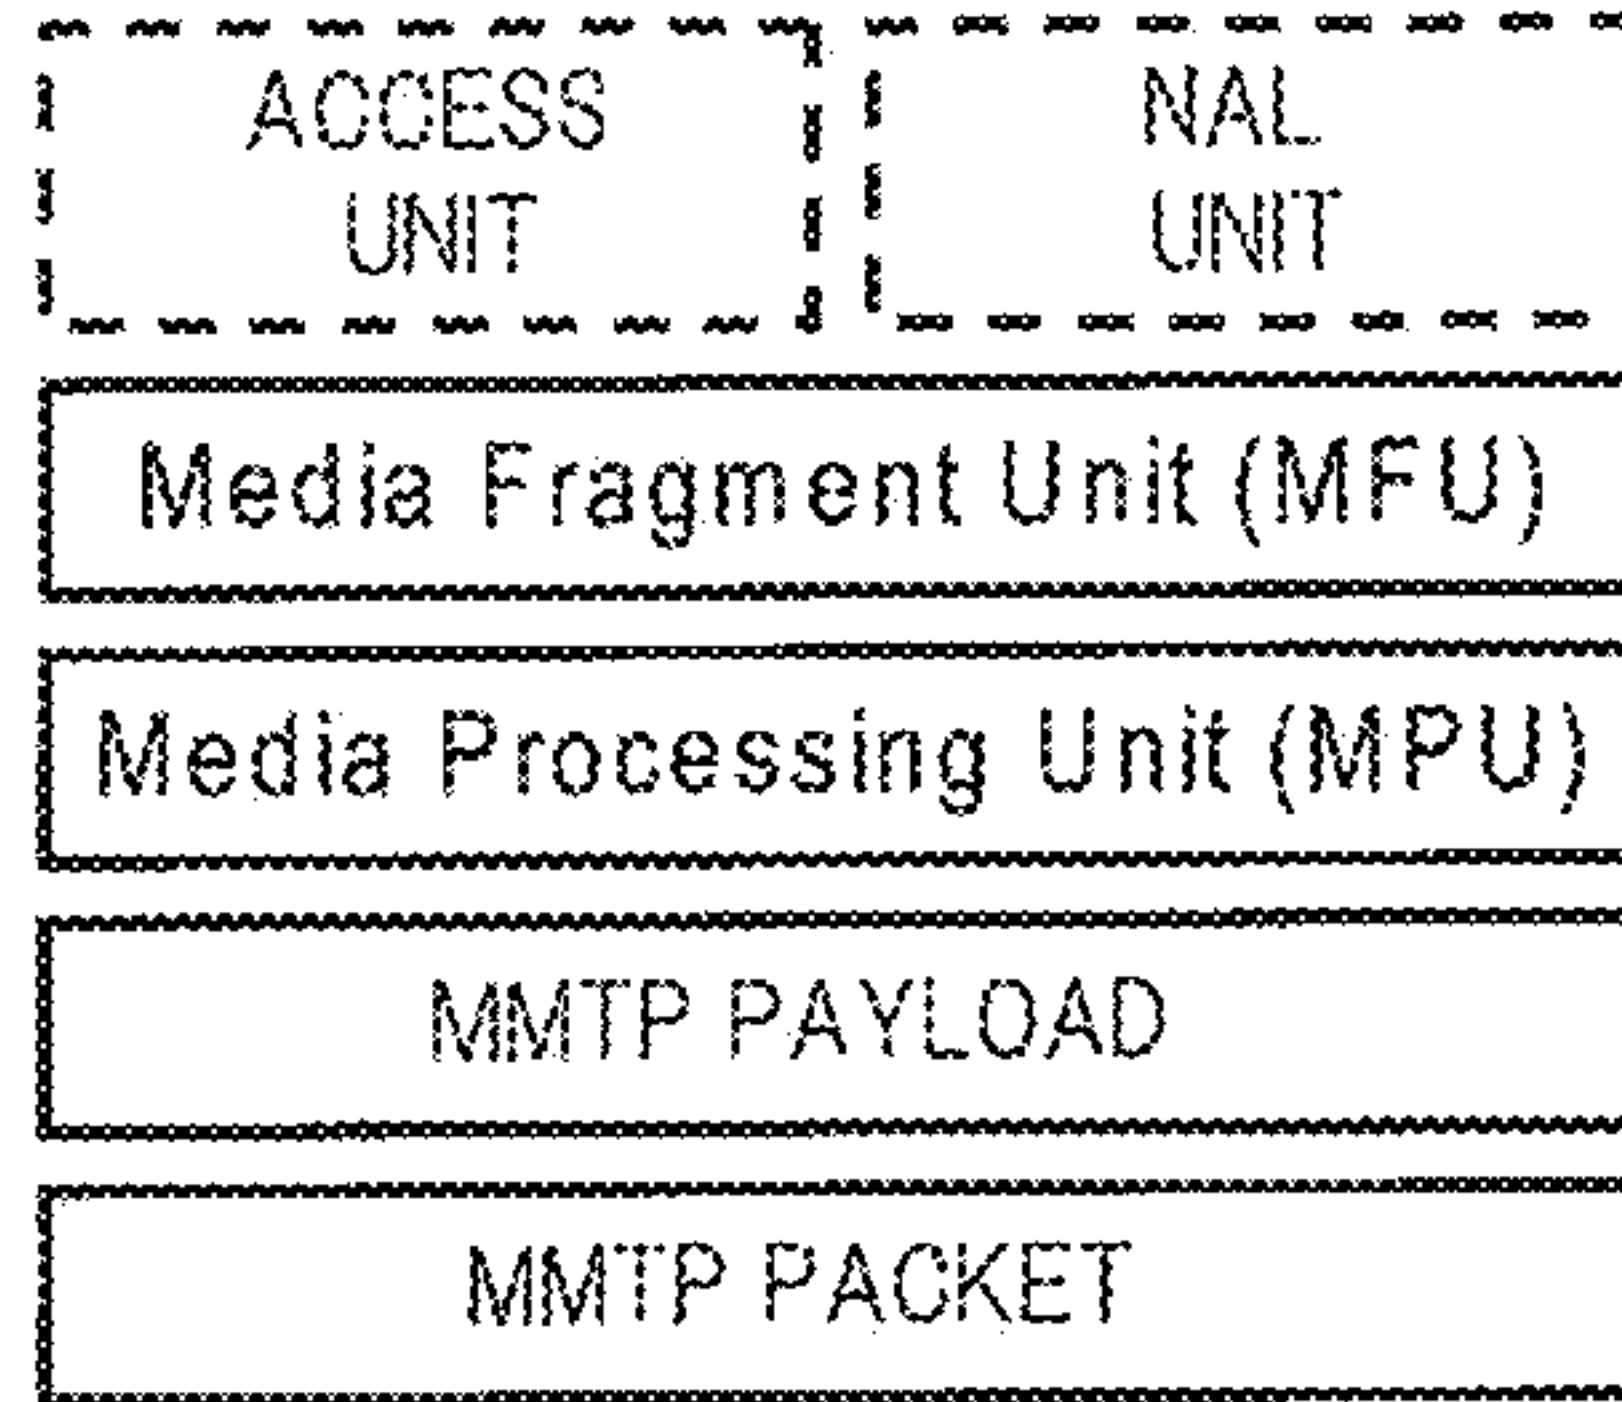 ACCESS
UNIT
NAL
UNIT
Media Fragment Unit (MFU)
Media Processing Unit (MPU)
MMTP PAYLOAD
MMTP PACKET